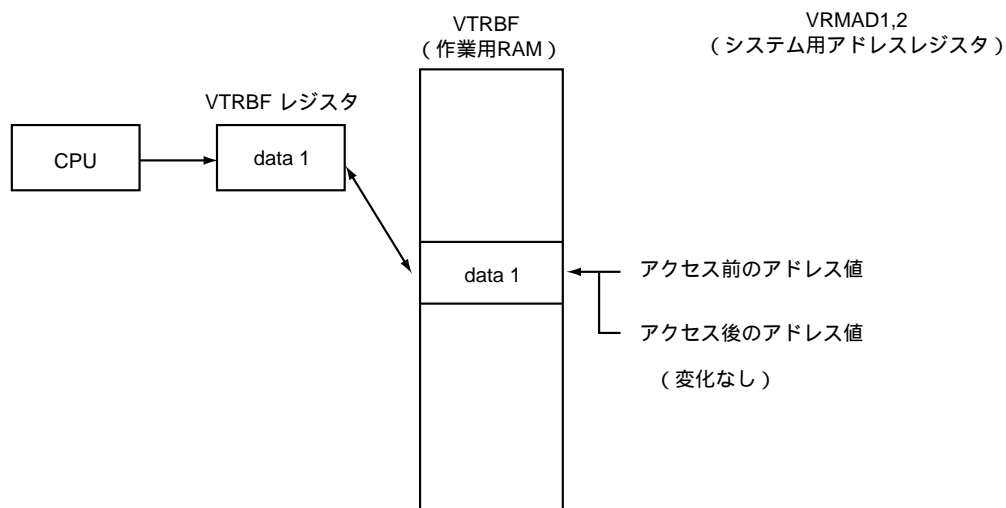 VTRBF
（作業用RAM）
VRMAD1,2
（システム用アドレスレジスタ）
VTRBF レジスタ
CPU
data 1
data 1
アクセス前のアドレス値
アクセス後のアドレス値
（変化なし）